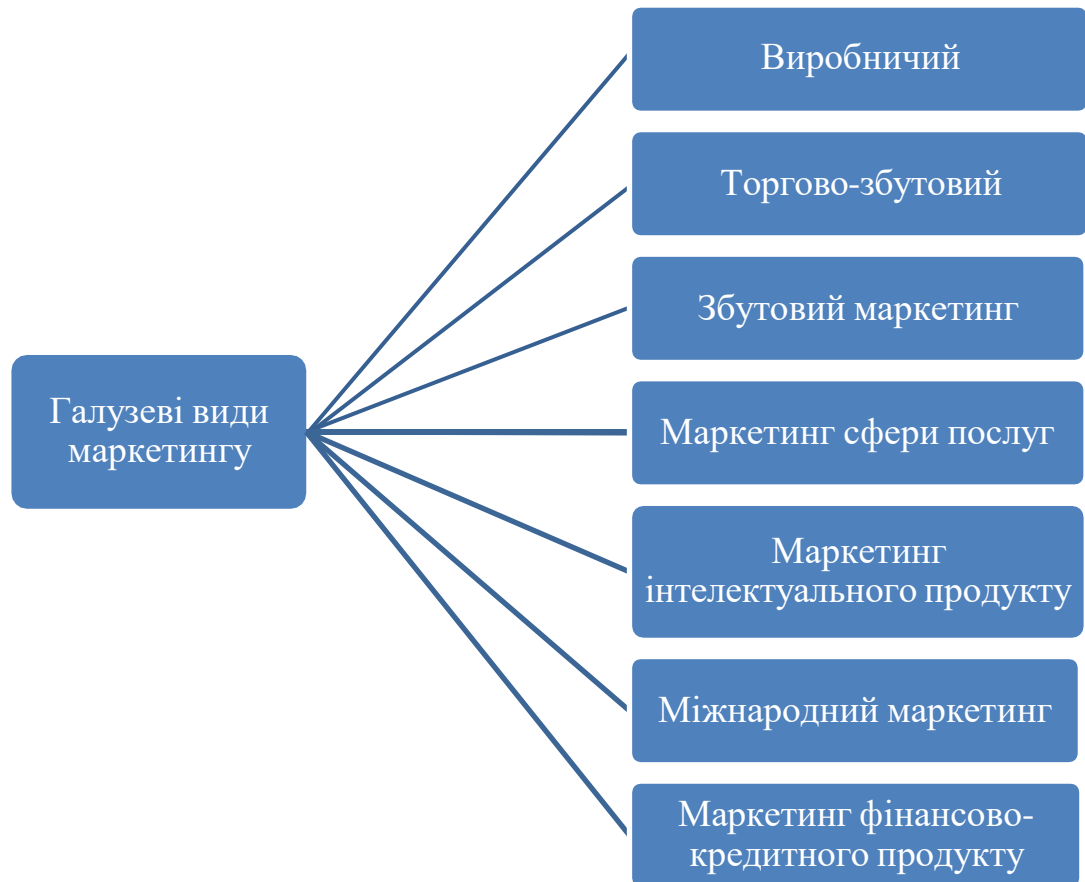 Виробничий
Торгово-збутовий
Збутовий маркетинг
Галузеві види
маркетингу
Маркетинг сфери послуг
Маркетинг
інтелектуального продукту
Міжнародний маркетинг
Маркетинг фінансово-
кредитного продукту